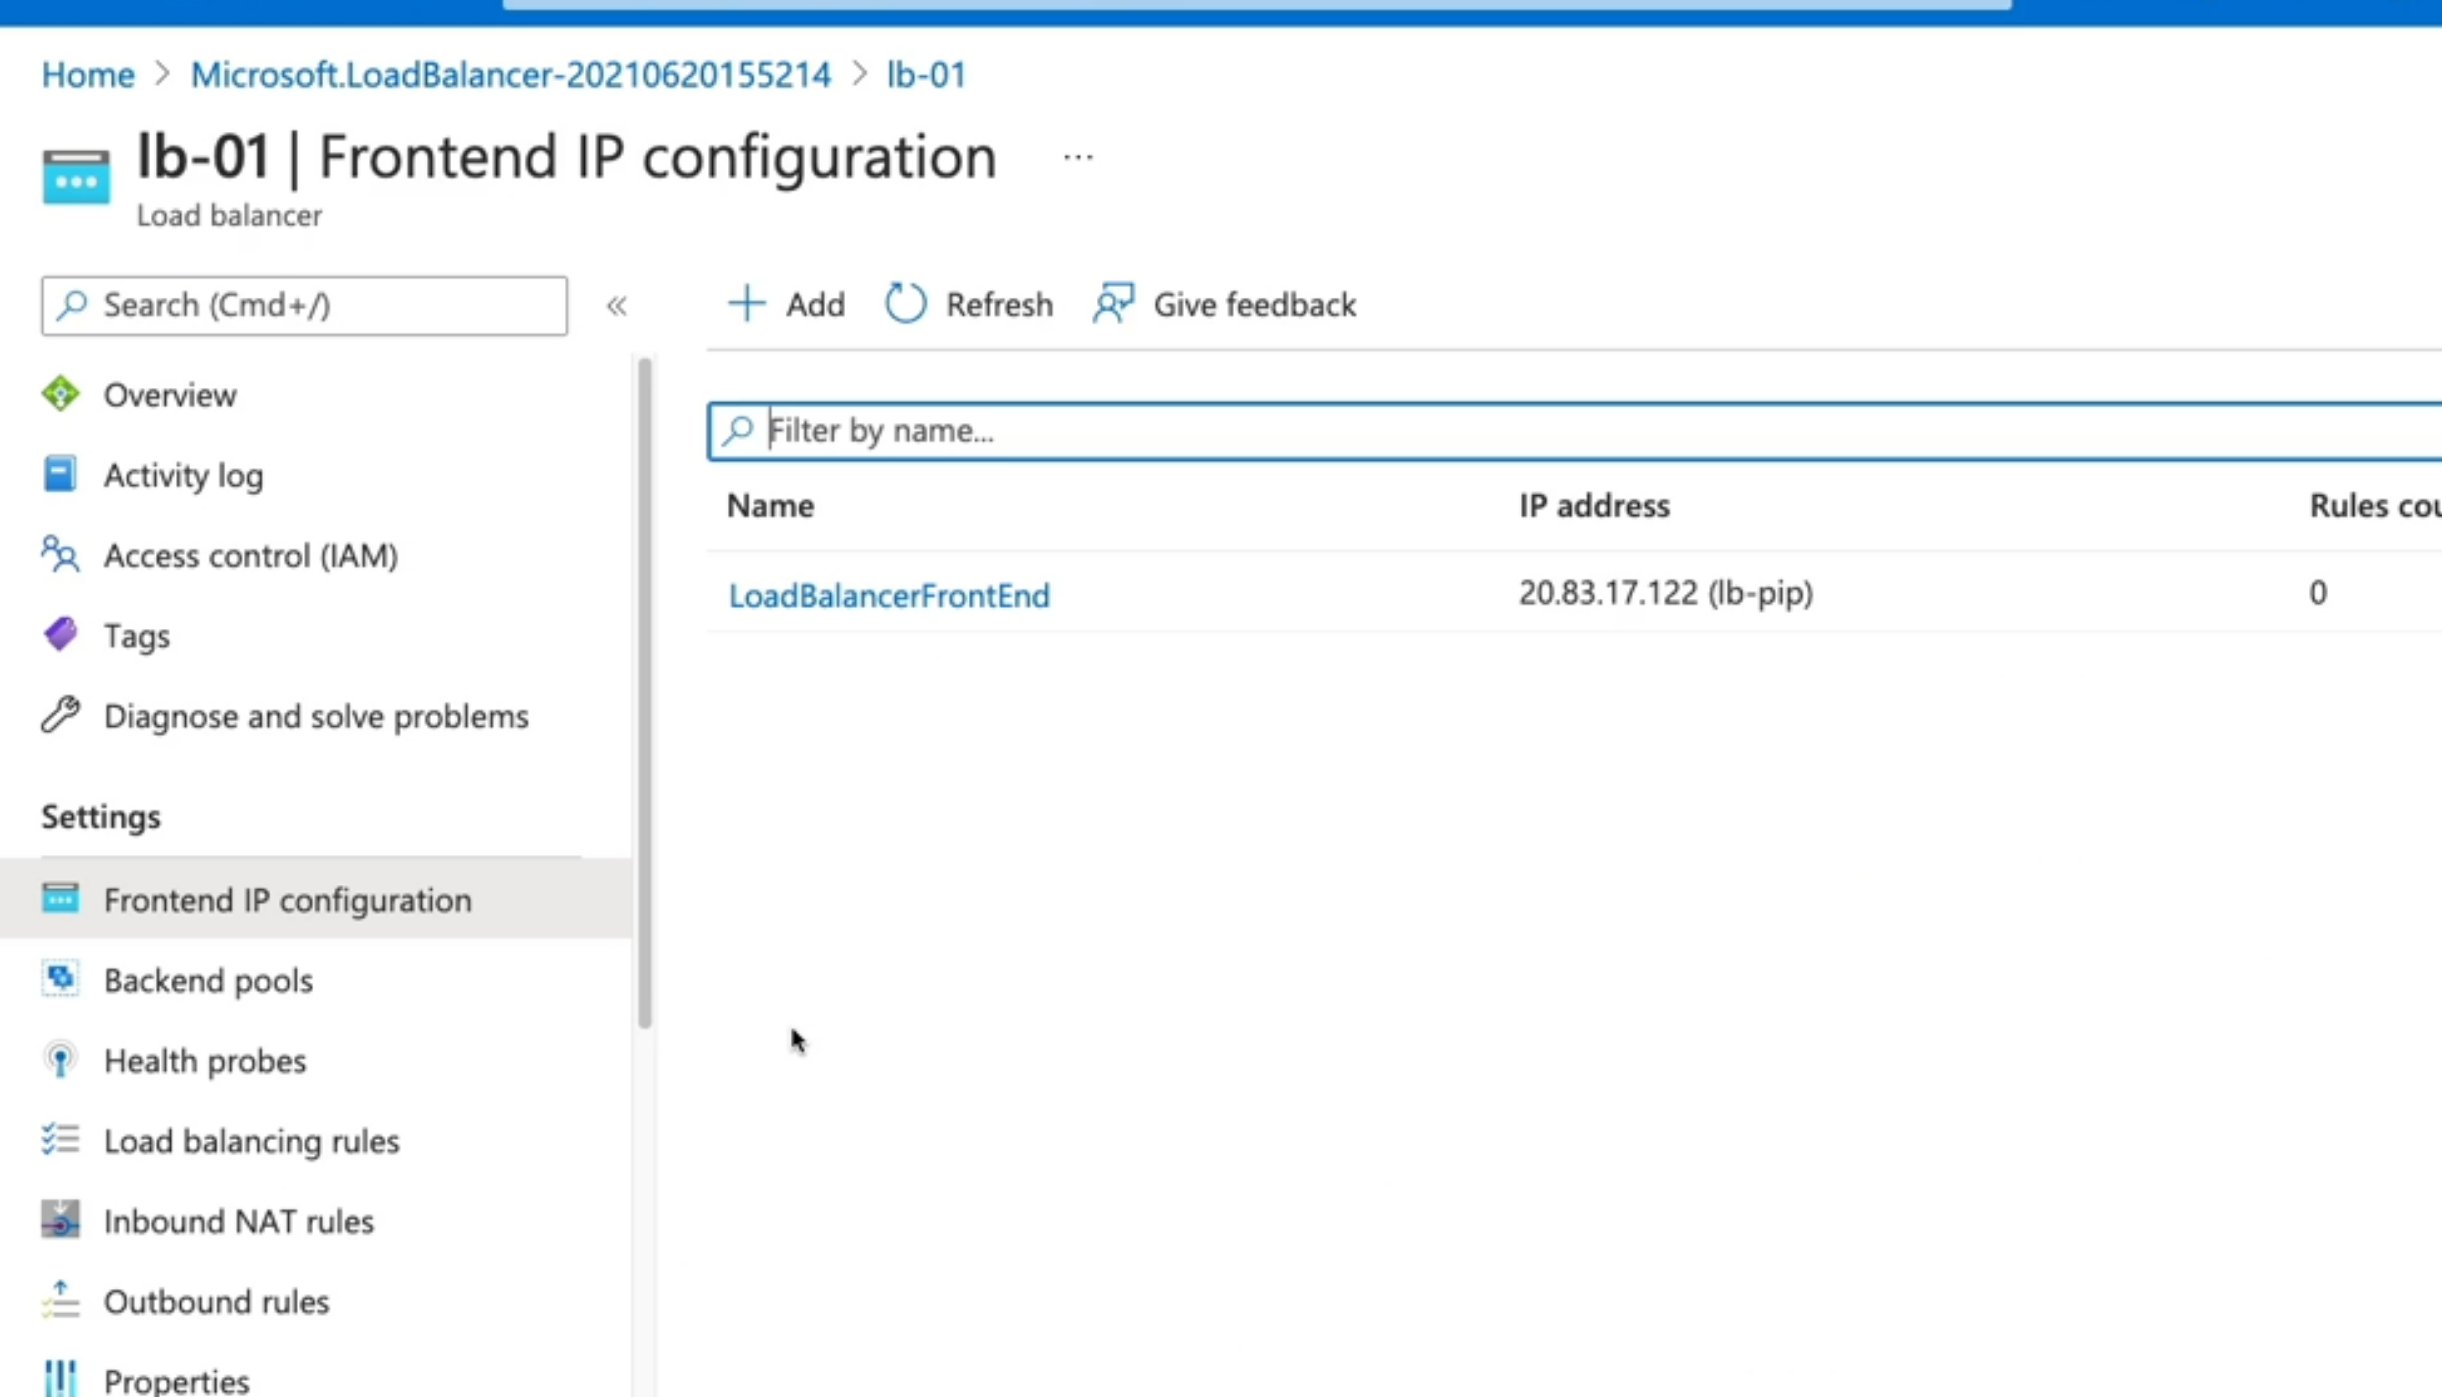 Home > Microsoft.LoadBalancer-20210620155214 > lb-01
lb-01 | Frontend IP configuration ...
Load balancer
Search (Cmd+/) «
Add Refresh Give feedback
Overview
Activity log
Access control (IAM)
Tags
Diagnose and solve problems
Settings
Frontend IP configuration
Backend pools
Health probes
Load balancing rules
Inbound NAT rules
Outbound rules
Properties
Filter by name...
Name IP address Rules cou
LoadBalancerFrontEnd 20.83.17.122 (lb-pip) 0